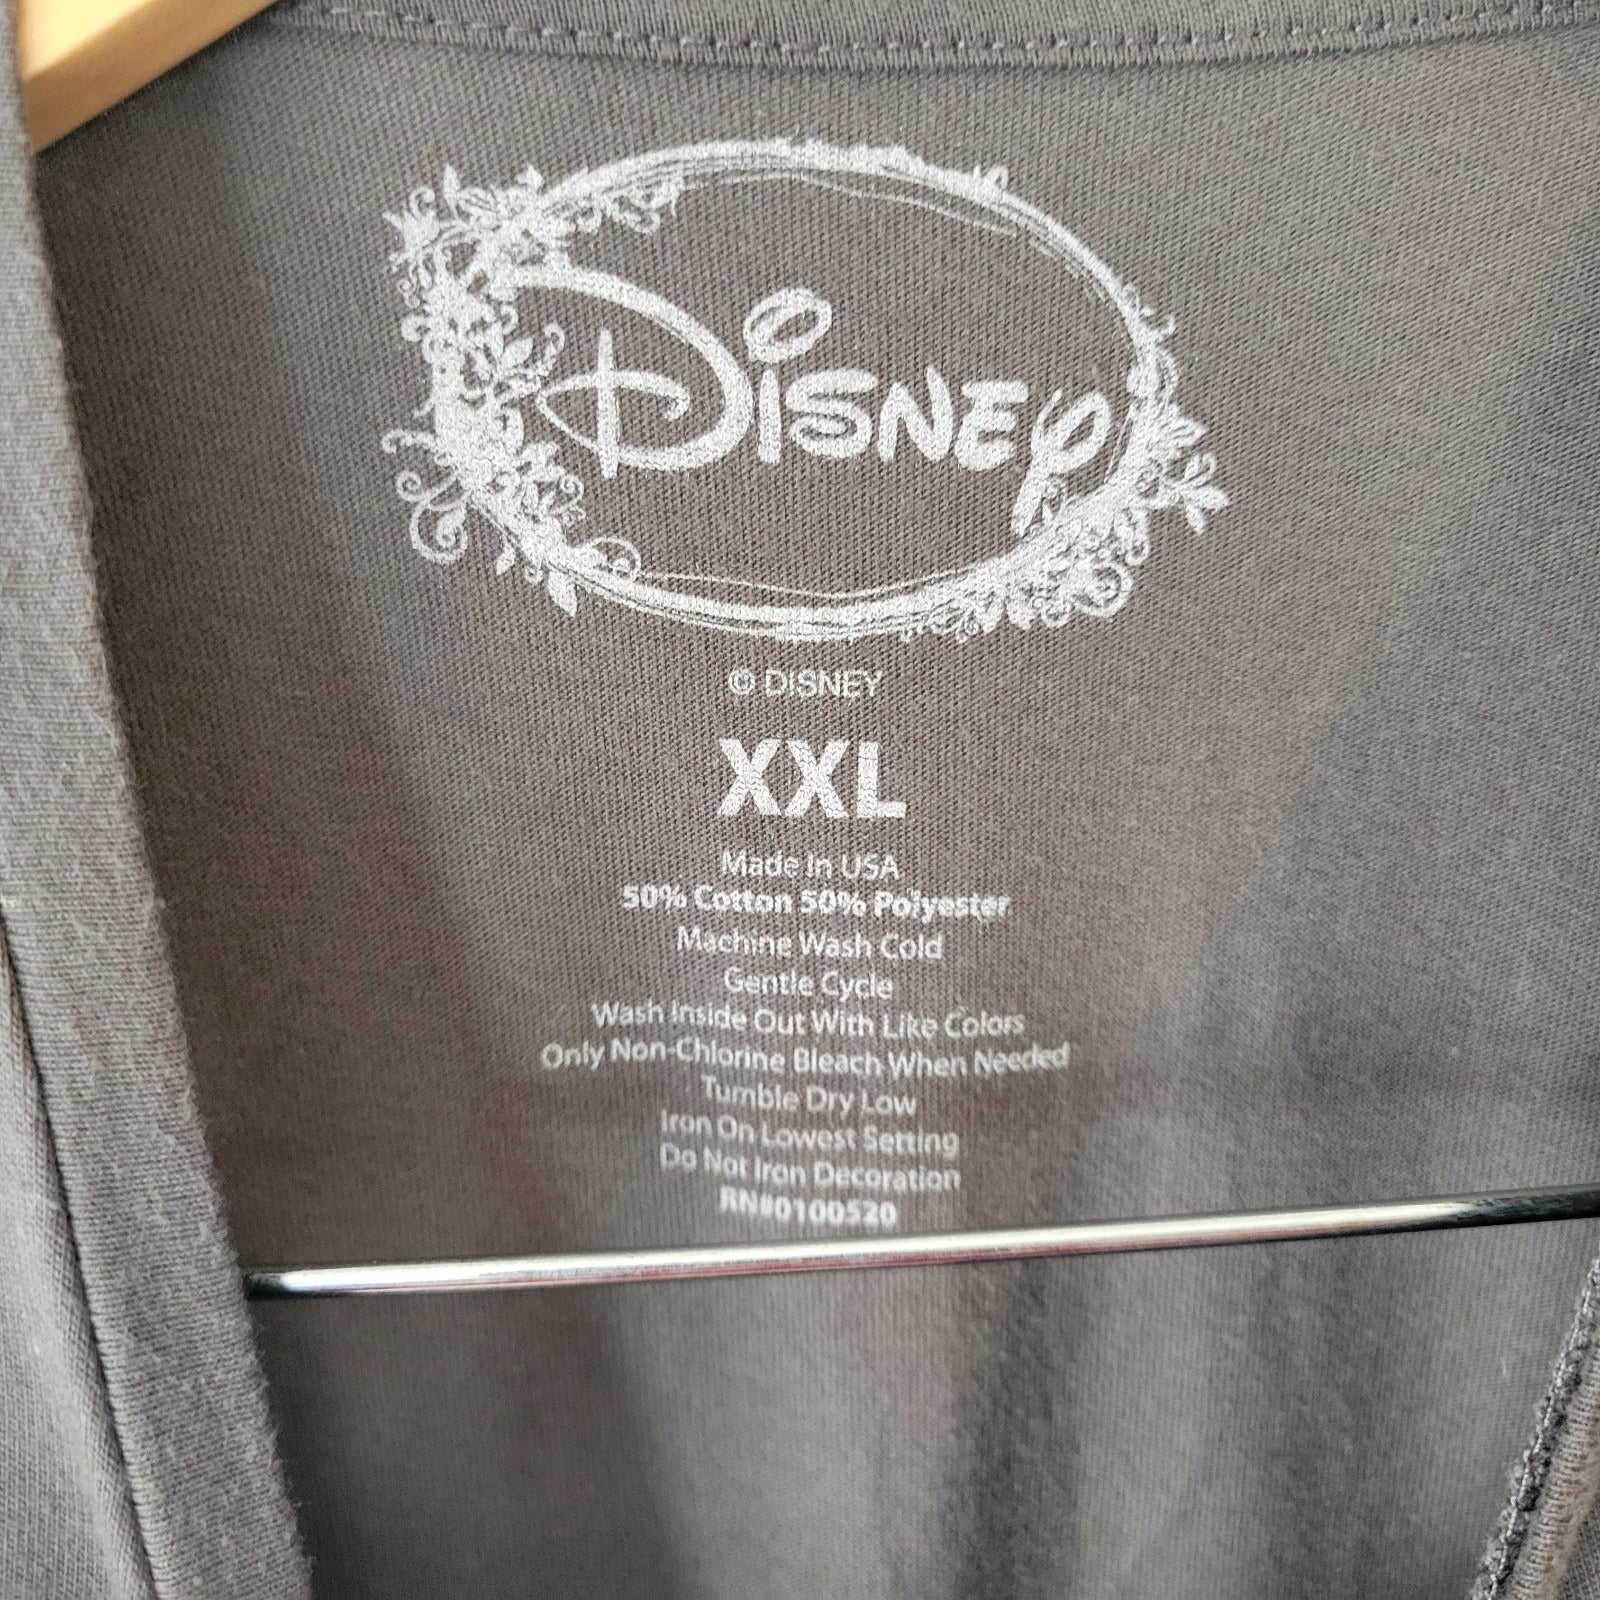 Disney
© DISNEY
XXL
Made In USA
50% Cotton 50% Polyester
Machine Wash Cold
Gentle Cycle
Wash Inside Out With Like Colors
Only Non-Chlorine Bleach When Needed
Tumble Dry Low
Iron On Lowest Setting
Do Not Iron Decoration
RN#0100520